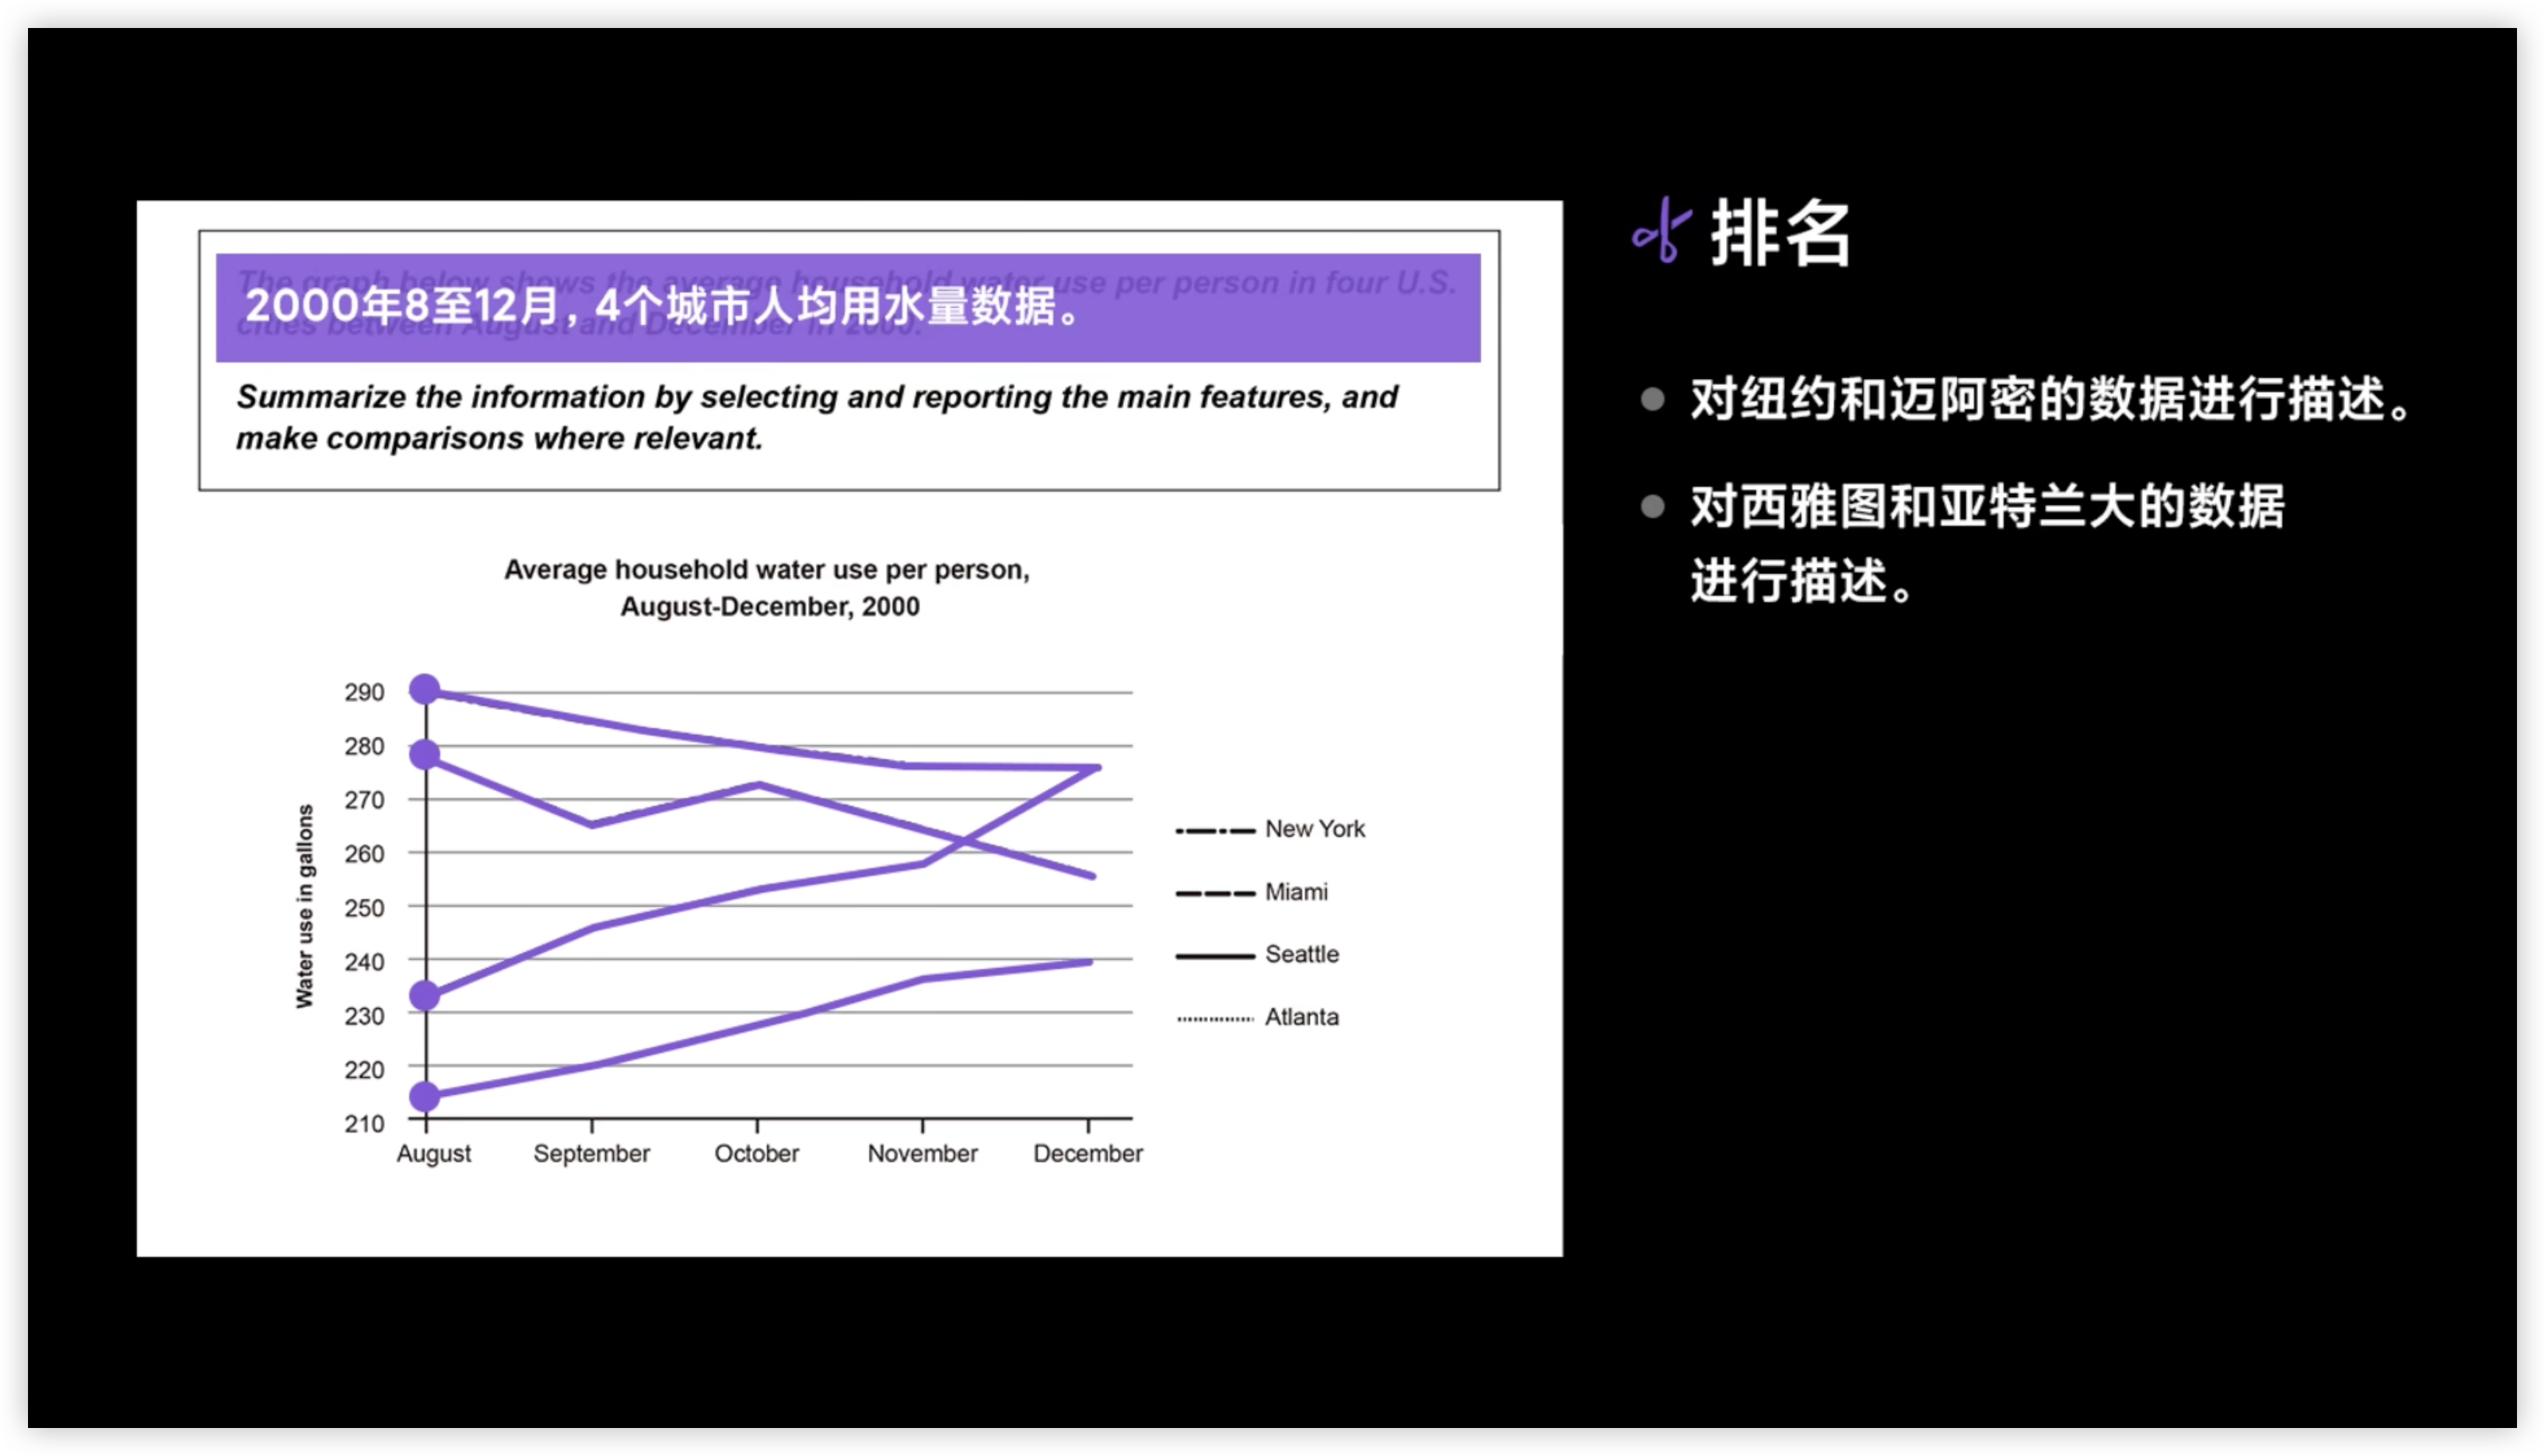 The graph below shows the average household water use per person in four U.S.
cities between August and December in 2000.
2000年8至12月，4个城市人均用水量数据。
Summarize the information by selecting and reporting the main features, and
make comparisons where relevant.
Average household water use per person,
August-December, 2000
Water use in gallons
290
280
270
260
250
240
230
220
210
August September October November December
New York
Miami
Seattle
Atlanta
排名
对纽约和迈阿密的数据进行描述。
对西雅图和亚特兰大的数据
进行描述。